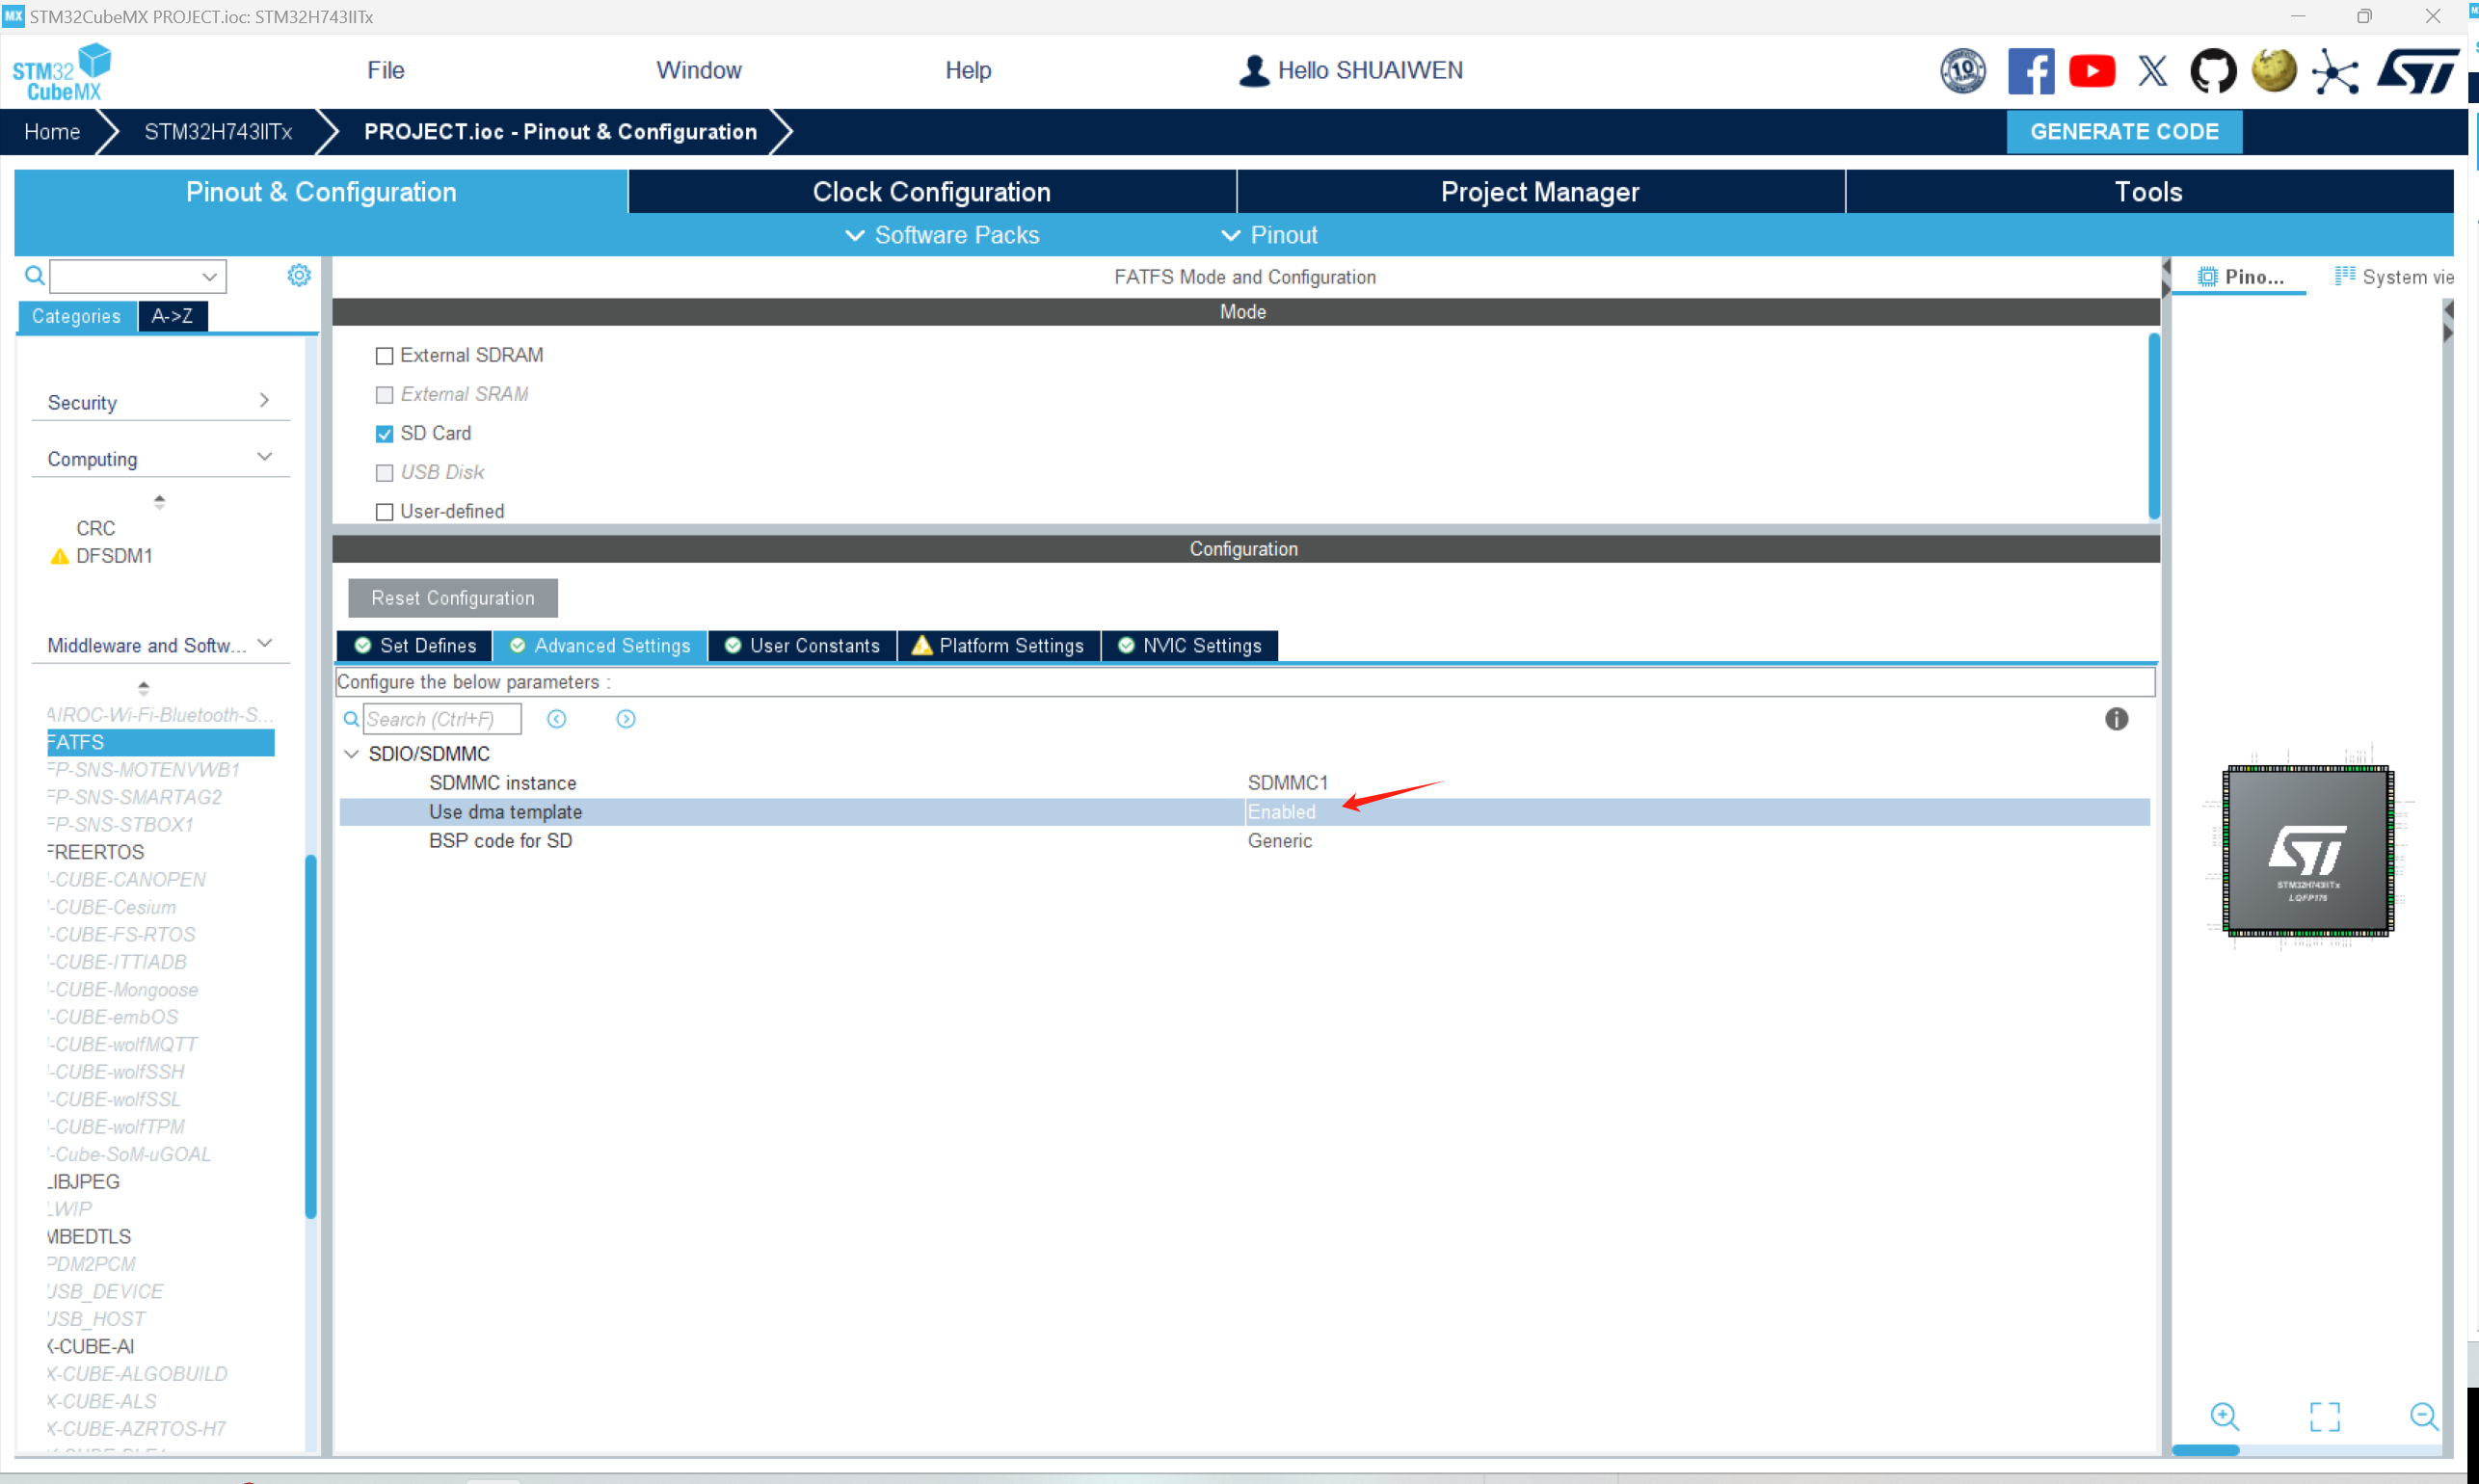 MX STM32CubeMX PROJECT.ioc: STM32H743IITx
STM32 CubeMX
File Window Help Hello SHUAIWEN
Home STM32H743IITx PROJECT.ioc - Pinout & Configuration GENERATE CODE
Pinout & Configuration Clock Configuration Project Manager Tools
Software Packs Pinout
FATFS Mode and Configuration
Pino... System vie
Categories A->Z
Mode
External SDRAM
External SRAM
SD Card
USB Disk
User-defined
Security
Computing
CRC
DFSDM1
Middleware and Softw...
AIROC-Wi-Fi-Bluetooth-S...
FATFS
FP-SNS-MOTENVWB1
FP-SNS-SMARTAG2
FP-SNS-STBOX1
FREERTOS
I-CUBE-CANOPEN
I-CUBE-Cesium
I-CUBE-FS-RTOS
I-CUBE-ITTIADB
I-CUBE-Mongoose
I-CUBE-embOS
I-CUBE-wolfMQTT
I-CUBE-wolfSSH
I-CUBE-wolfSSL
I-CUBE-wolfTPM
I-Cube-SoM-uGOAL
LIBJPEG
LWIP
MBEDTLS
PDM2PCM
USB_DEVICE
USB_HOST
X-CUBE-AI
X-CUBE-ALGOBUILD
X-CUBE-ALS
X-CUBE-AZRTOS-H7
Configuration
Reset Configuration
Set Defines Advanced Settings User Constants Platform Settings NVIC Settings
Configure the below parameters :
Search (Ctrl+F)
SDIO/SDMMC
SDMMC instance SDMMC1
Use dma template Enabled
BSP code for SD Generic
STM32H743IITx
LQFP176